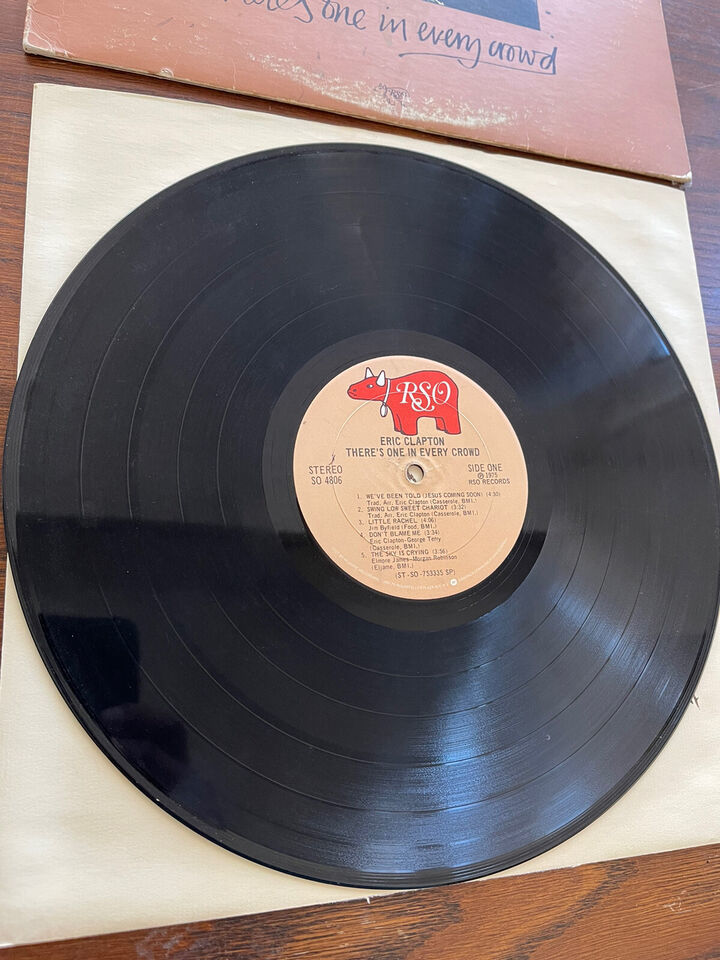 one in every crowd
RSO
RSO
ERIC CLAPTON
THERE'S ONE IN EVERY CROWD
STEREO
SO 4806
SIDE ONE
℗ 1975
RSO RECORDS
1. WE'VE BEEN TOLD (JESUS COMING SOON) (4:30)
Trad. Arr. Eric Clapton (Casserole, BMI.)
2. SWING LOW SWEET CHARIOT (3:32)
Trad. Arr. Eric Clapton (Casserole, BMI.)
3. LITTLE RACHEL (4:06)
Jim Byfield (Food, BMI.)
4. DON'T BLAME ME (3:34)
Eric Clapton-George Terry
(Casserole, BMI.)
5. THE SKY IS CRYING (3:56)
Elmore James-Morgan Robinson
(Eljame, BMI.)
(ST-SO-753335 SP)